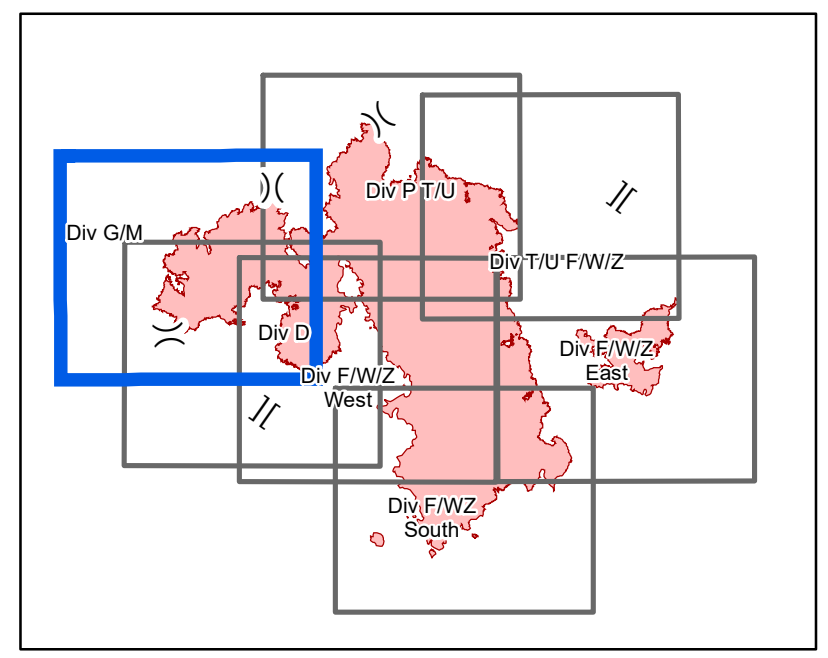 Div P T/U
Div G/M
Div T/U F/W/Z
Div D
Div F/W/Z
East
Div F/W/Z
West
Div F/WZ
South